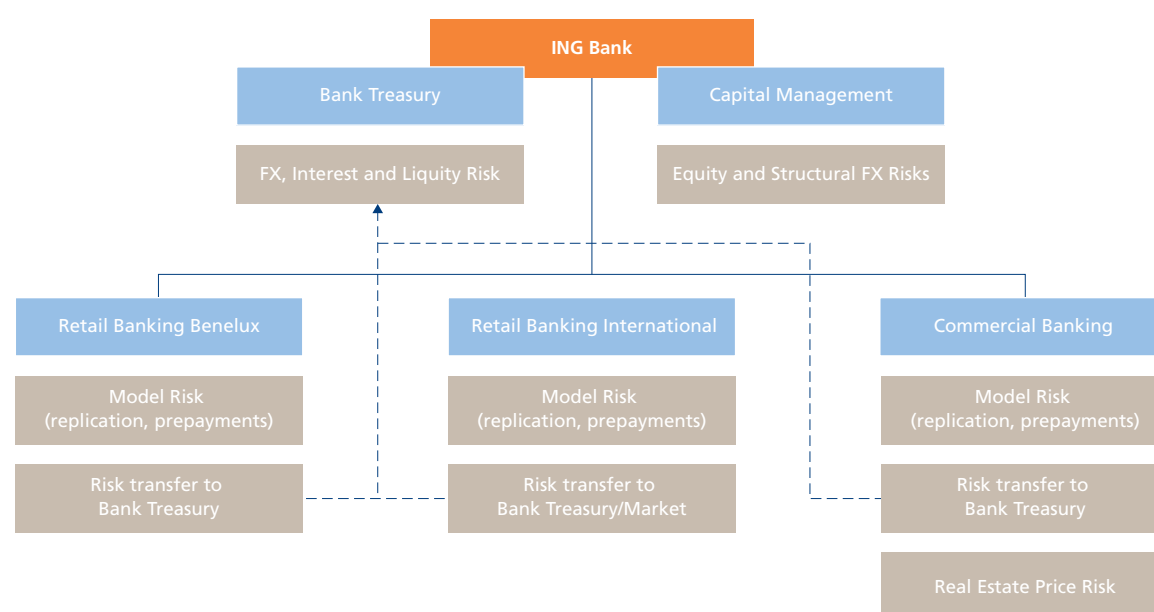 ING Bank
Bank Treasury
Capital Management
FX, Interest and Liquity Risk
Equity and Structural FX Risks
Retail Banking Benelux
Retail Banking International
Commercial Banking
Model Risk
(replication, prepayments)
Model Risk
(replication, prepayments)
Model Risk
(replication, prepayments)
Risk transfer to
Bank Treasury
Risk transfer to
Bank Treasury/Market
Risk transfer to
Bank Treasury
Real Estate Price Risk